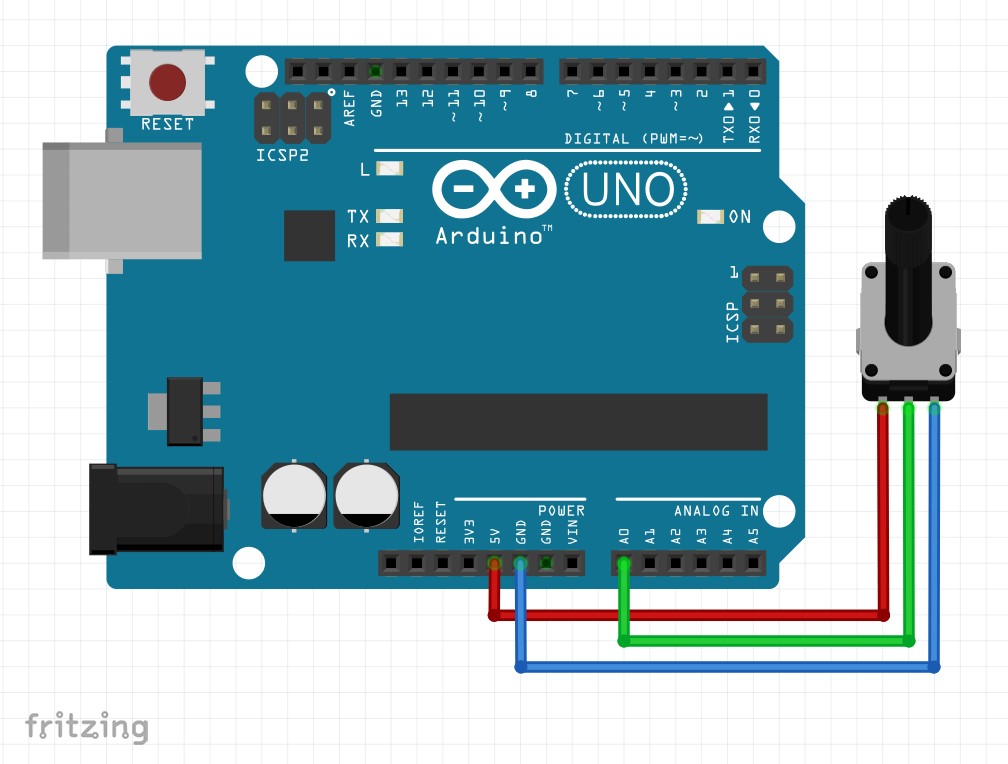 RESET
ICSP2
AREF
GND
13
12
~11
~10
~9
8
7
~6
~5
4
~3
2
TX0▶1
RX0◀0
DIGITAL (PWM=~)
L
TX
RX
UNO
Arduino™
ON
1
ICSP
IOREF
RESET
3V3
5V
GND
GND
VIN
POWER
ANALOG IN
A0
A1
A2
A3
A4
A5
fritzing